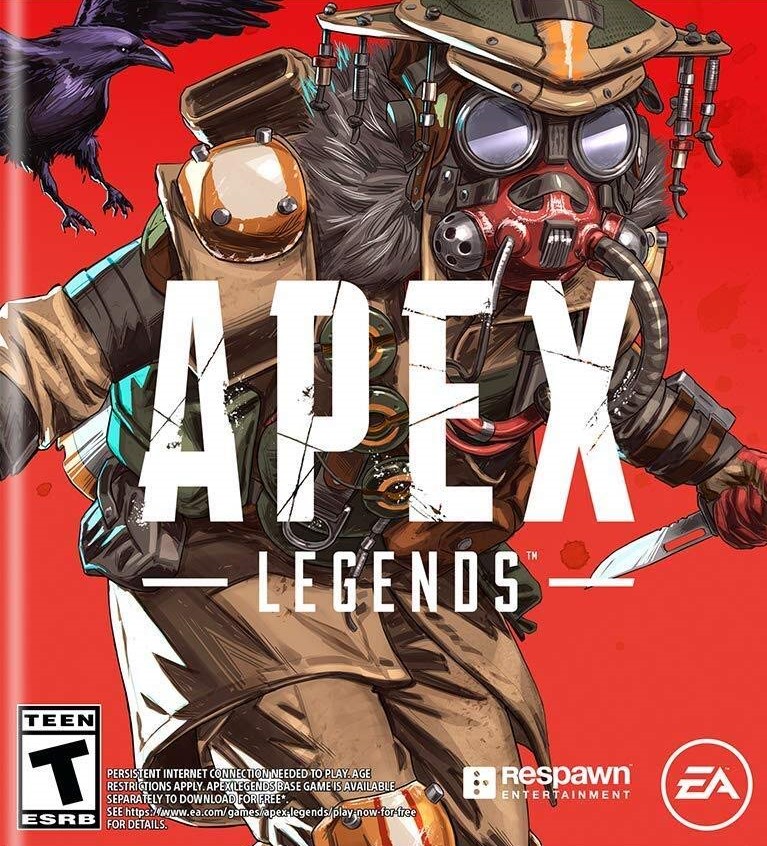 APEX
LEGENDS™
TEEN
T
ESRB
PERSISTENT INTERNET CONNECTION NEEDED TO PLAY. AGE
RESTRICTIONS APPLY. APEX LEGENDS BASE GAME IS AVAILABLE
SEPARATELY TO DOWNLOAD FOR FREE*.
SEE https://www.ea.com/games/apex-legends/play-now-for-free
FOR DETAILS.
Respawn™
ENTERTAINMENT
EA